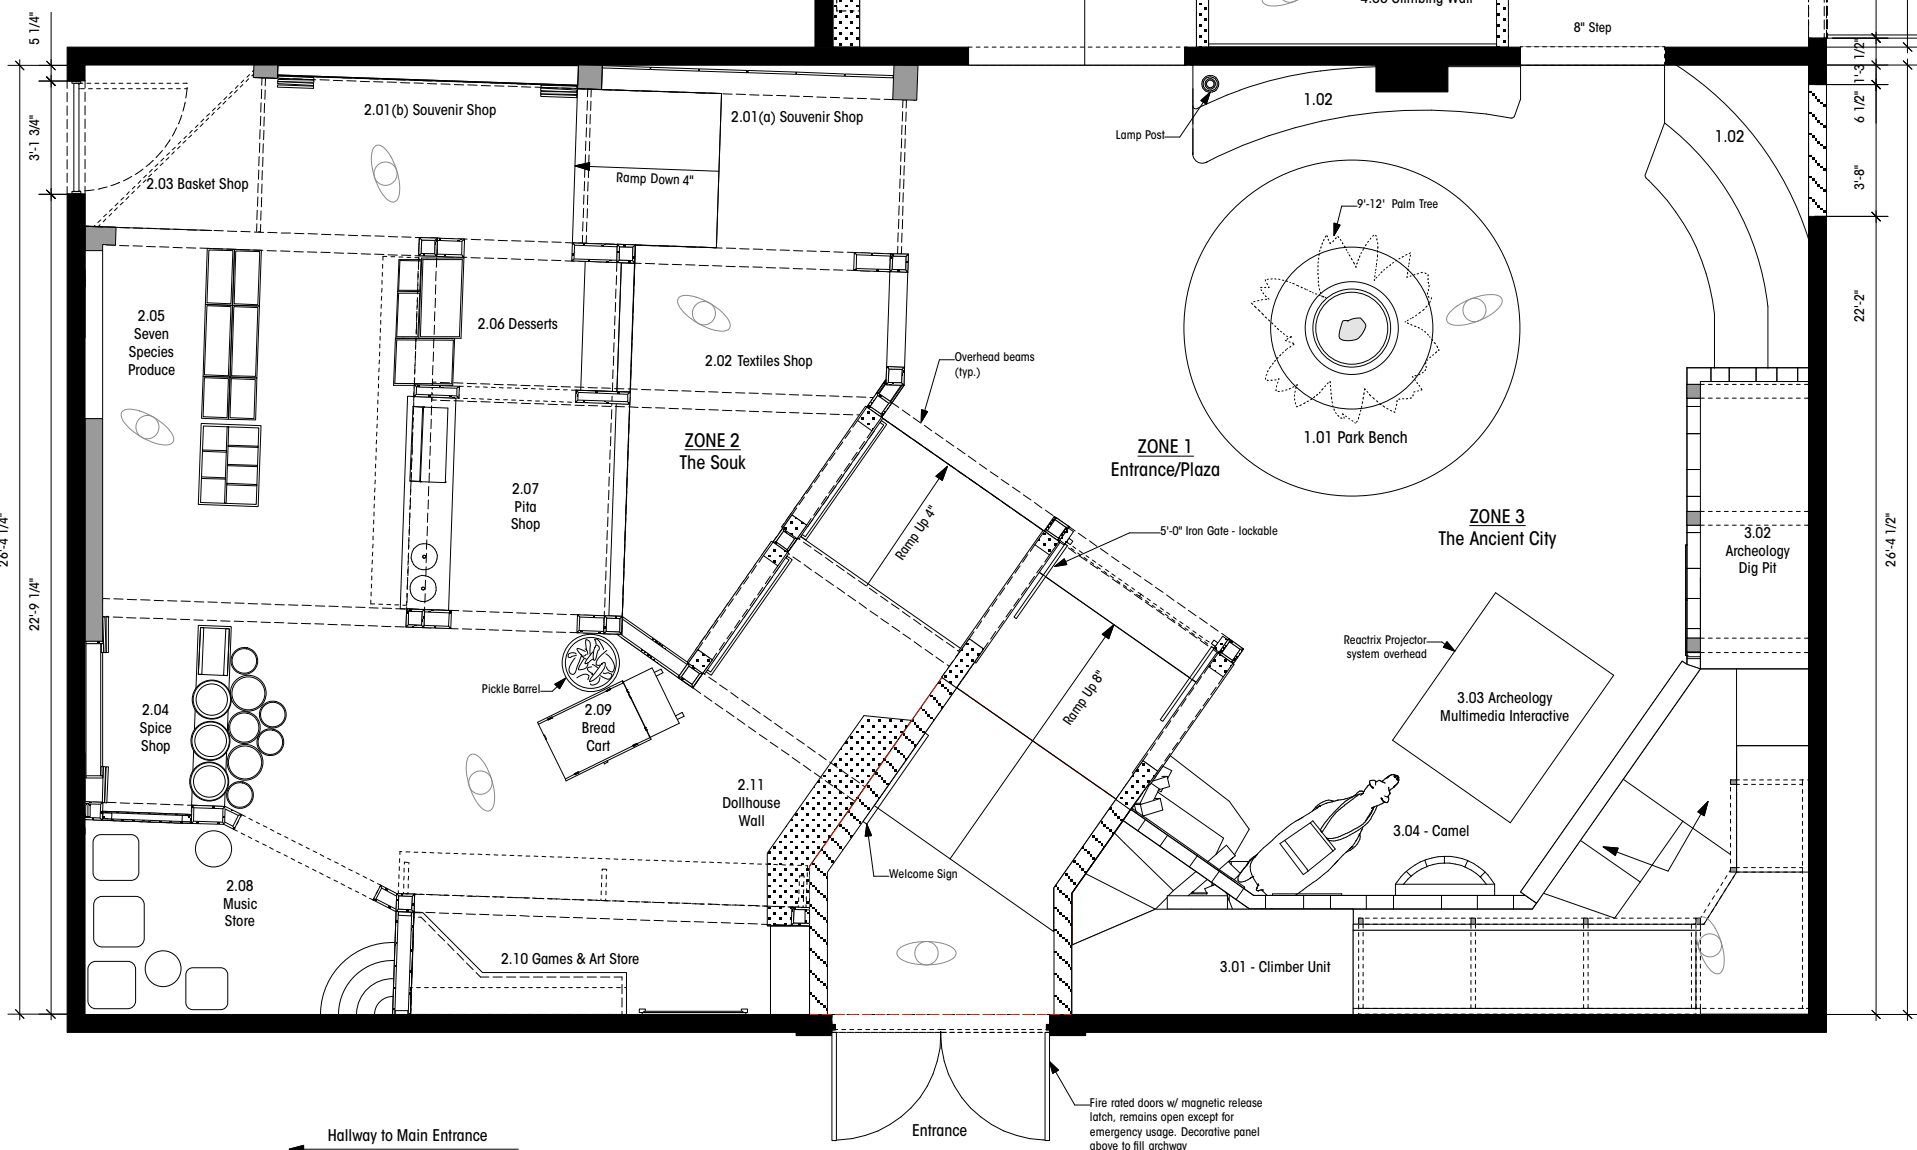 4.06 Climbing Wall
8" Step
5 1/4"
1'-3 1/2"
2.01(b) Souvenir Shop
2.01(a) Souvenir Shop
1.02
1.02
Lamp Post
6 1/2"
3'-1 3/4"
2.03 Basket Shop
Ramp Down 4"
3'-8"
9'-12' Palm Tree
2.05
Seven
Species
Produce
2.06 Desserts
2.02 Textiles Shop
Overhead beams
(typ.)
22'-2"
1.01 Park Bench
ZONE 2
The Souk
ZONE 1
Entrance/Plaza
2.07
Pita
Shop
Ramp Up 4"
5'-0" Iron Gate - lockable
ZONE 3
The Ancient City
3.02
Archeology
Dig Pit
26'-4 1/4"
22'-9 1/4"
26'-4 1/2"
Reactrix Projector
system overhead
Pickle Barrel
2.04
Spice
Shop
2.09
Bread
Cart
Ramp Up 8"
3.03 Archeology
Multimedia Interactive
2.11
Dollhouse
Wall
3.04 - Camel
Welcome Sign
2.08
Music
Store
2.10 Games & Art Store
3.01 - Climber Unit
Entrance
Fire rated doors w/ magnetic release
latch, remains open except for
emergency usage. Decorative panel
above to fill archway
Hallway to Main Entrance